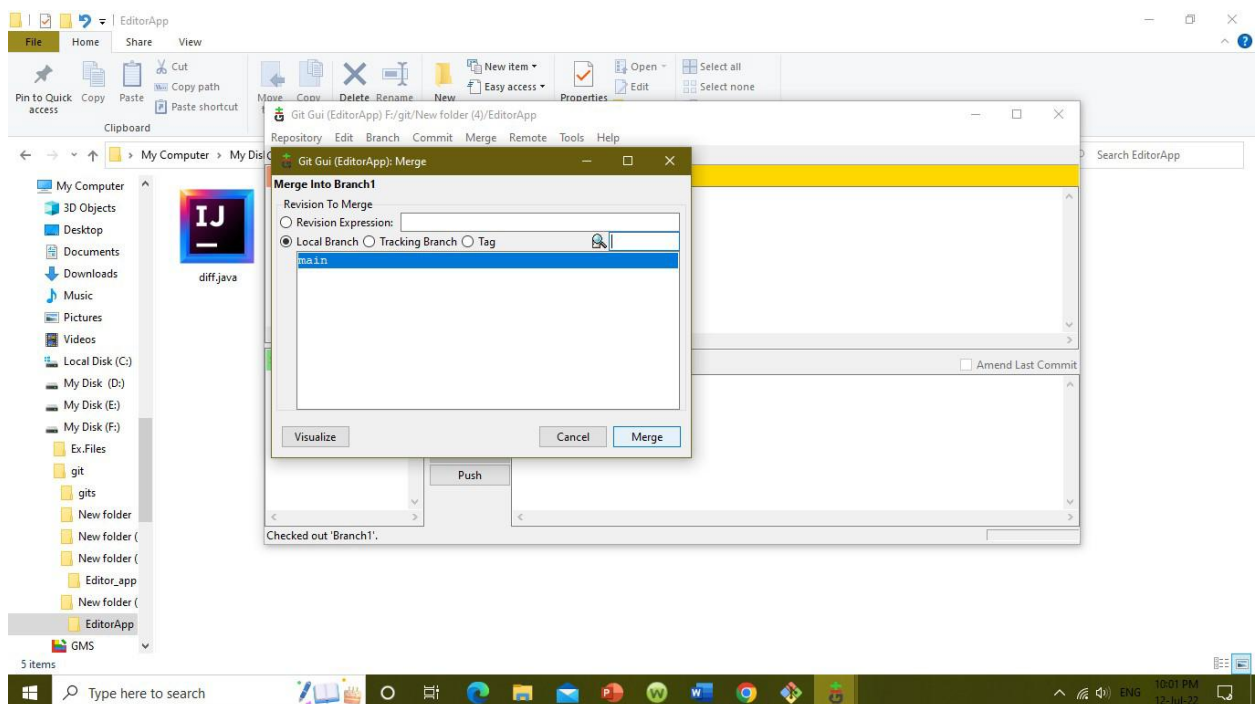 EditorApp
File Home Share View
Pin to Quick access
Copy
Paste
Cut
Copy path
Paste shortcut
Move
Copy
Delete
Rename
New
New item
Easy access
Properties
Open
Edit
Select all
Select none
Clipboard
My Computer
Search EditorApp
My Computer
3D Objects
Desktop
Documents
Downloads
Music
Pictures
Videos
Local Disk (C:)
My Disk (D:)
My Disk (E:)
My Disk (F:)
Ex.Files
git
gits
New folder
New folder (
New folder (
Editor_app
New folder (
EditorApp
GMS
5 items
IJ
diff.java
Git Gui (EditorApp) F:/git/New folder (4)/EditorApp
Repository Edit Branch Commit Merge Remote Tools Help
Git Gui (EditorApp): Merge
Merge Into Branch1
Revision To Merge
Revision Expression:
Local Branch Tracking Branch Tag
main
Visualize Cancel Merge
Amend Last Commit
Push
Checked out 'Branch1'.
Type here to search
ENG
10:01 PM
12-Jul-22